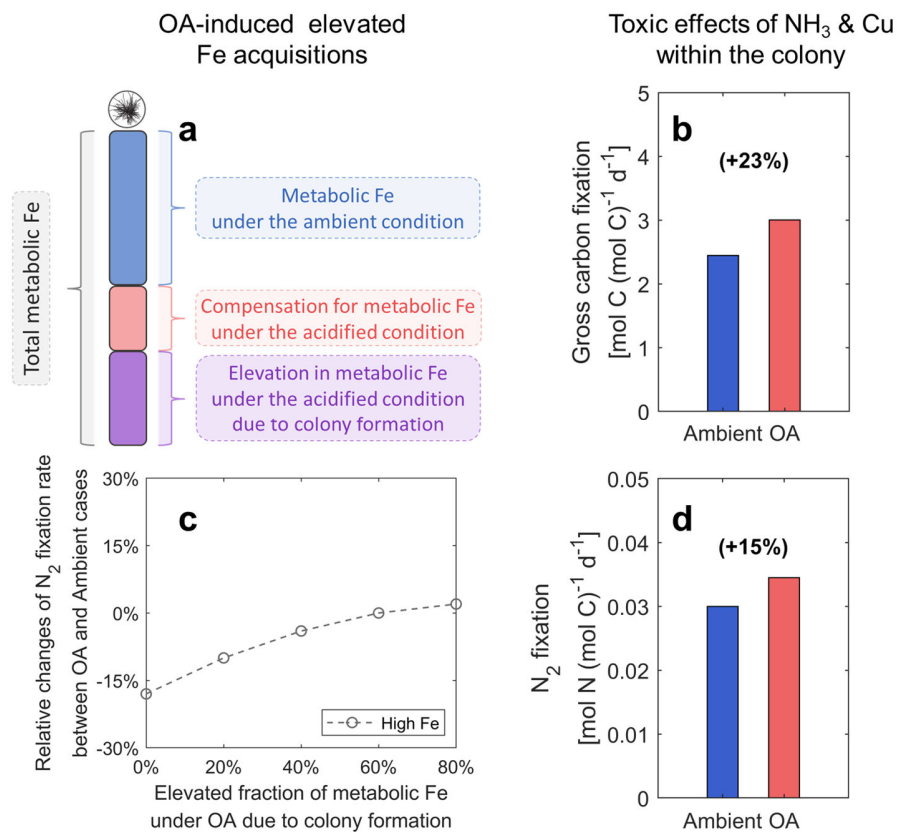 OA-induced elevated
Fe acquisitions
Toxic effects of NH₃ & Cu
within the colony
a
Total metabolic Fe
Metabolic Fe
under the ambient condition
Compensation for metabolic Fe
under the acidified condition
Elevation in metabolic Fe
under the acidified condition
due to colony formation
b
(+23%)
Gross carbon fixation
[mol C (mol C)⁻¹ d⁻¹]
5
4
3
2
1
0
Ambient OA
c
Relative changes of N₂ fixation rate
between OA and Ambient cases
30%
15%
0%
-15%
-30%
High Fe
0% 20% 40% 60% 80%
Elevated fraction of metabolic Fe
under OA due to colony formation
d
(+15%)
N₂ fixation
[mol N (mol C)⁻¹ d⁻¹]
0.05
0.04
0.03
0.02
0.01
0
Ambient OA